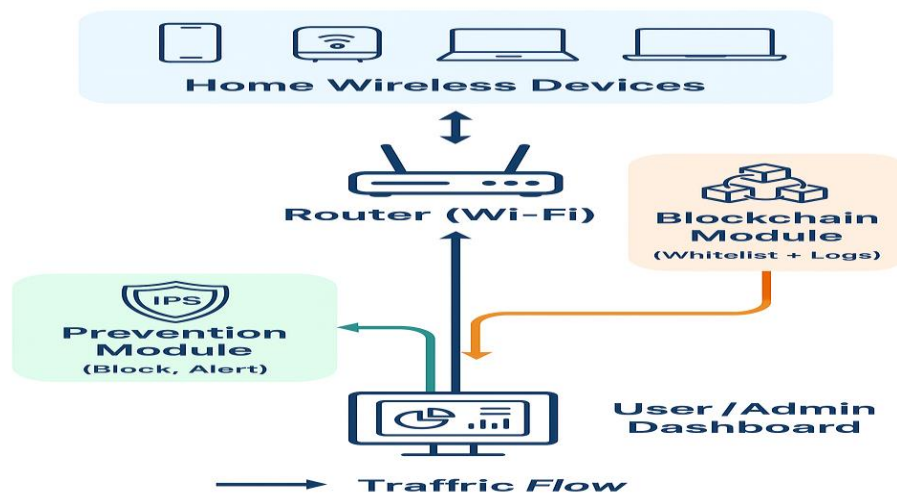 Home Wireless Devices
Router (Wi-Fi)
Blockchain
Module
(Whitelist + Logs)
IPS
Prevention
Module
(Block, Alert)
User/Admin
Dashboard
Traffric Flow